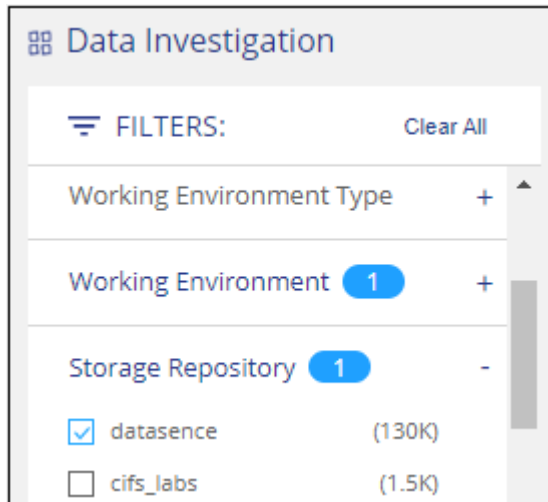 Data Investigation
FILTERS: Clear All
Working Environment Type +
Working Environment 1 +
Storage Repository 1 -
datasence (130K)
cifs_labs (1.5K)